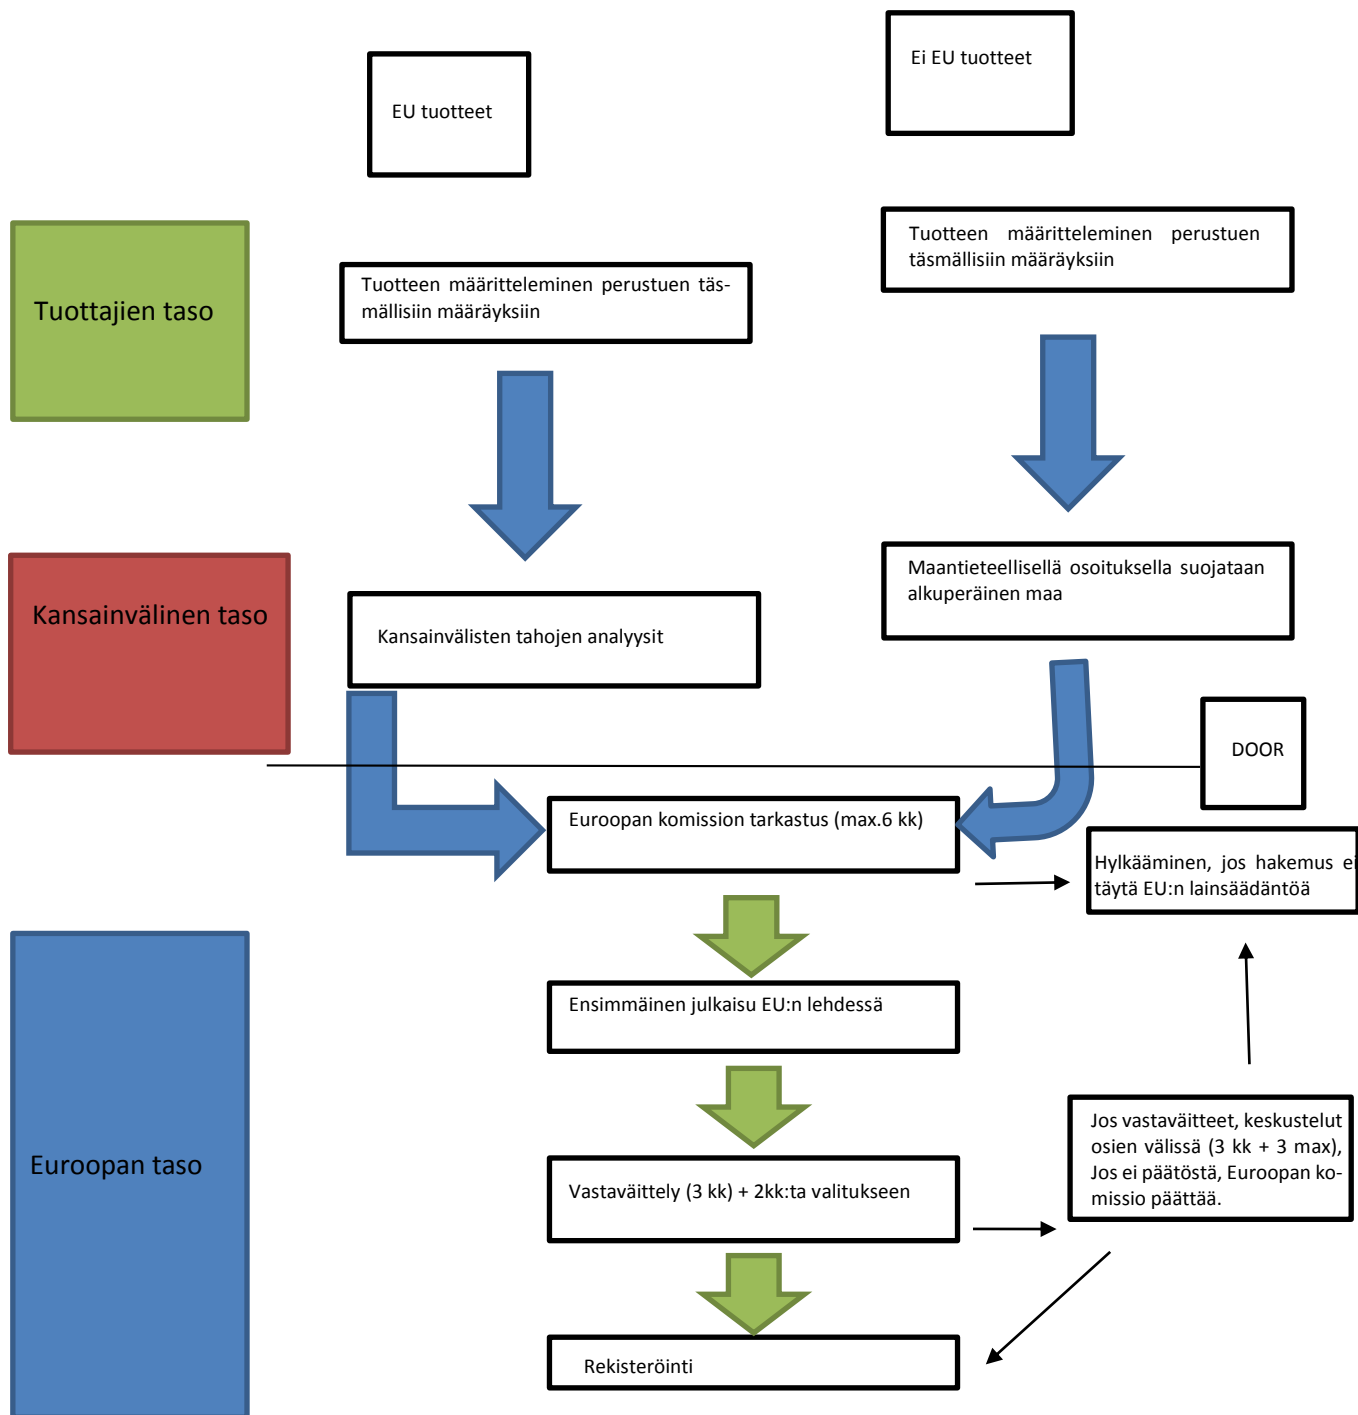 EU tuotteet
Ei EU tuotteet
Tuottajien taso
Tuotteen määritteleminen perustuen täs-
mällisiin määräyksiin
Tuotteen määritteleminen perustuen
täsmällisiin määräyksiin
Kansainvälinen taso
Kansainvälisten tahojen analyysit
Maantieteellisellä osoituksella suojataan
alkuperäinen maa
DOOR
Euroopan komission tarkastus (max.6 kk)
Hylkääminen, jos hakemus ei
täytä EU:n lainsäädäntöä
Euroopan taso
Ensimmäinen julkaisu EU:n lehdessä
Vastaväittely (3 kk) + 2kk:ta valitukseen
Jos vastaväitteet, keskustelut
osien välissä (3 kk + 3 max),
Jos ei päätöstä, Euroopan ko-
missio päättää.
Rekisteröinti